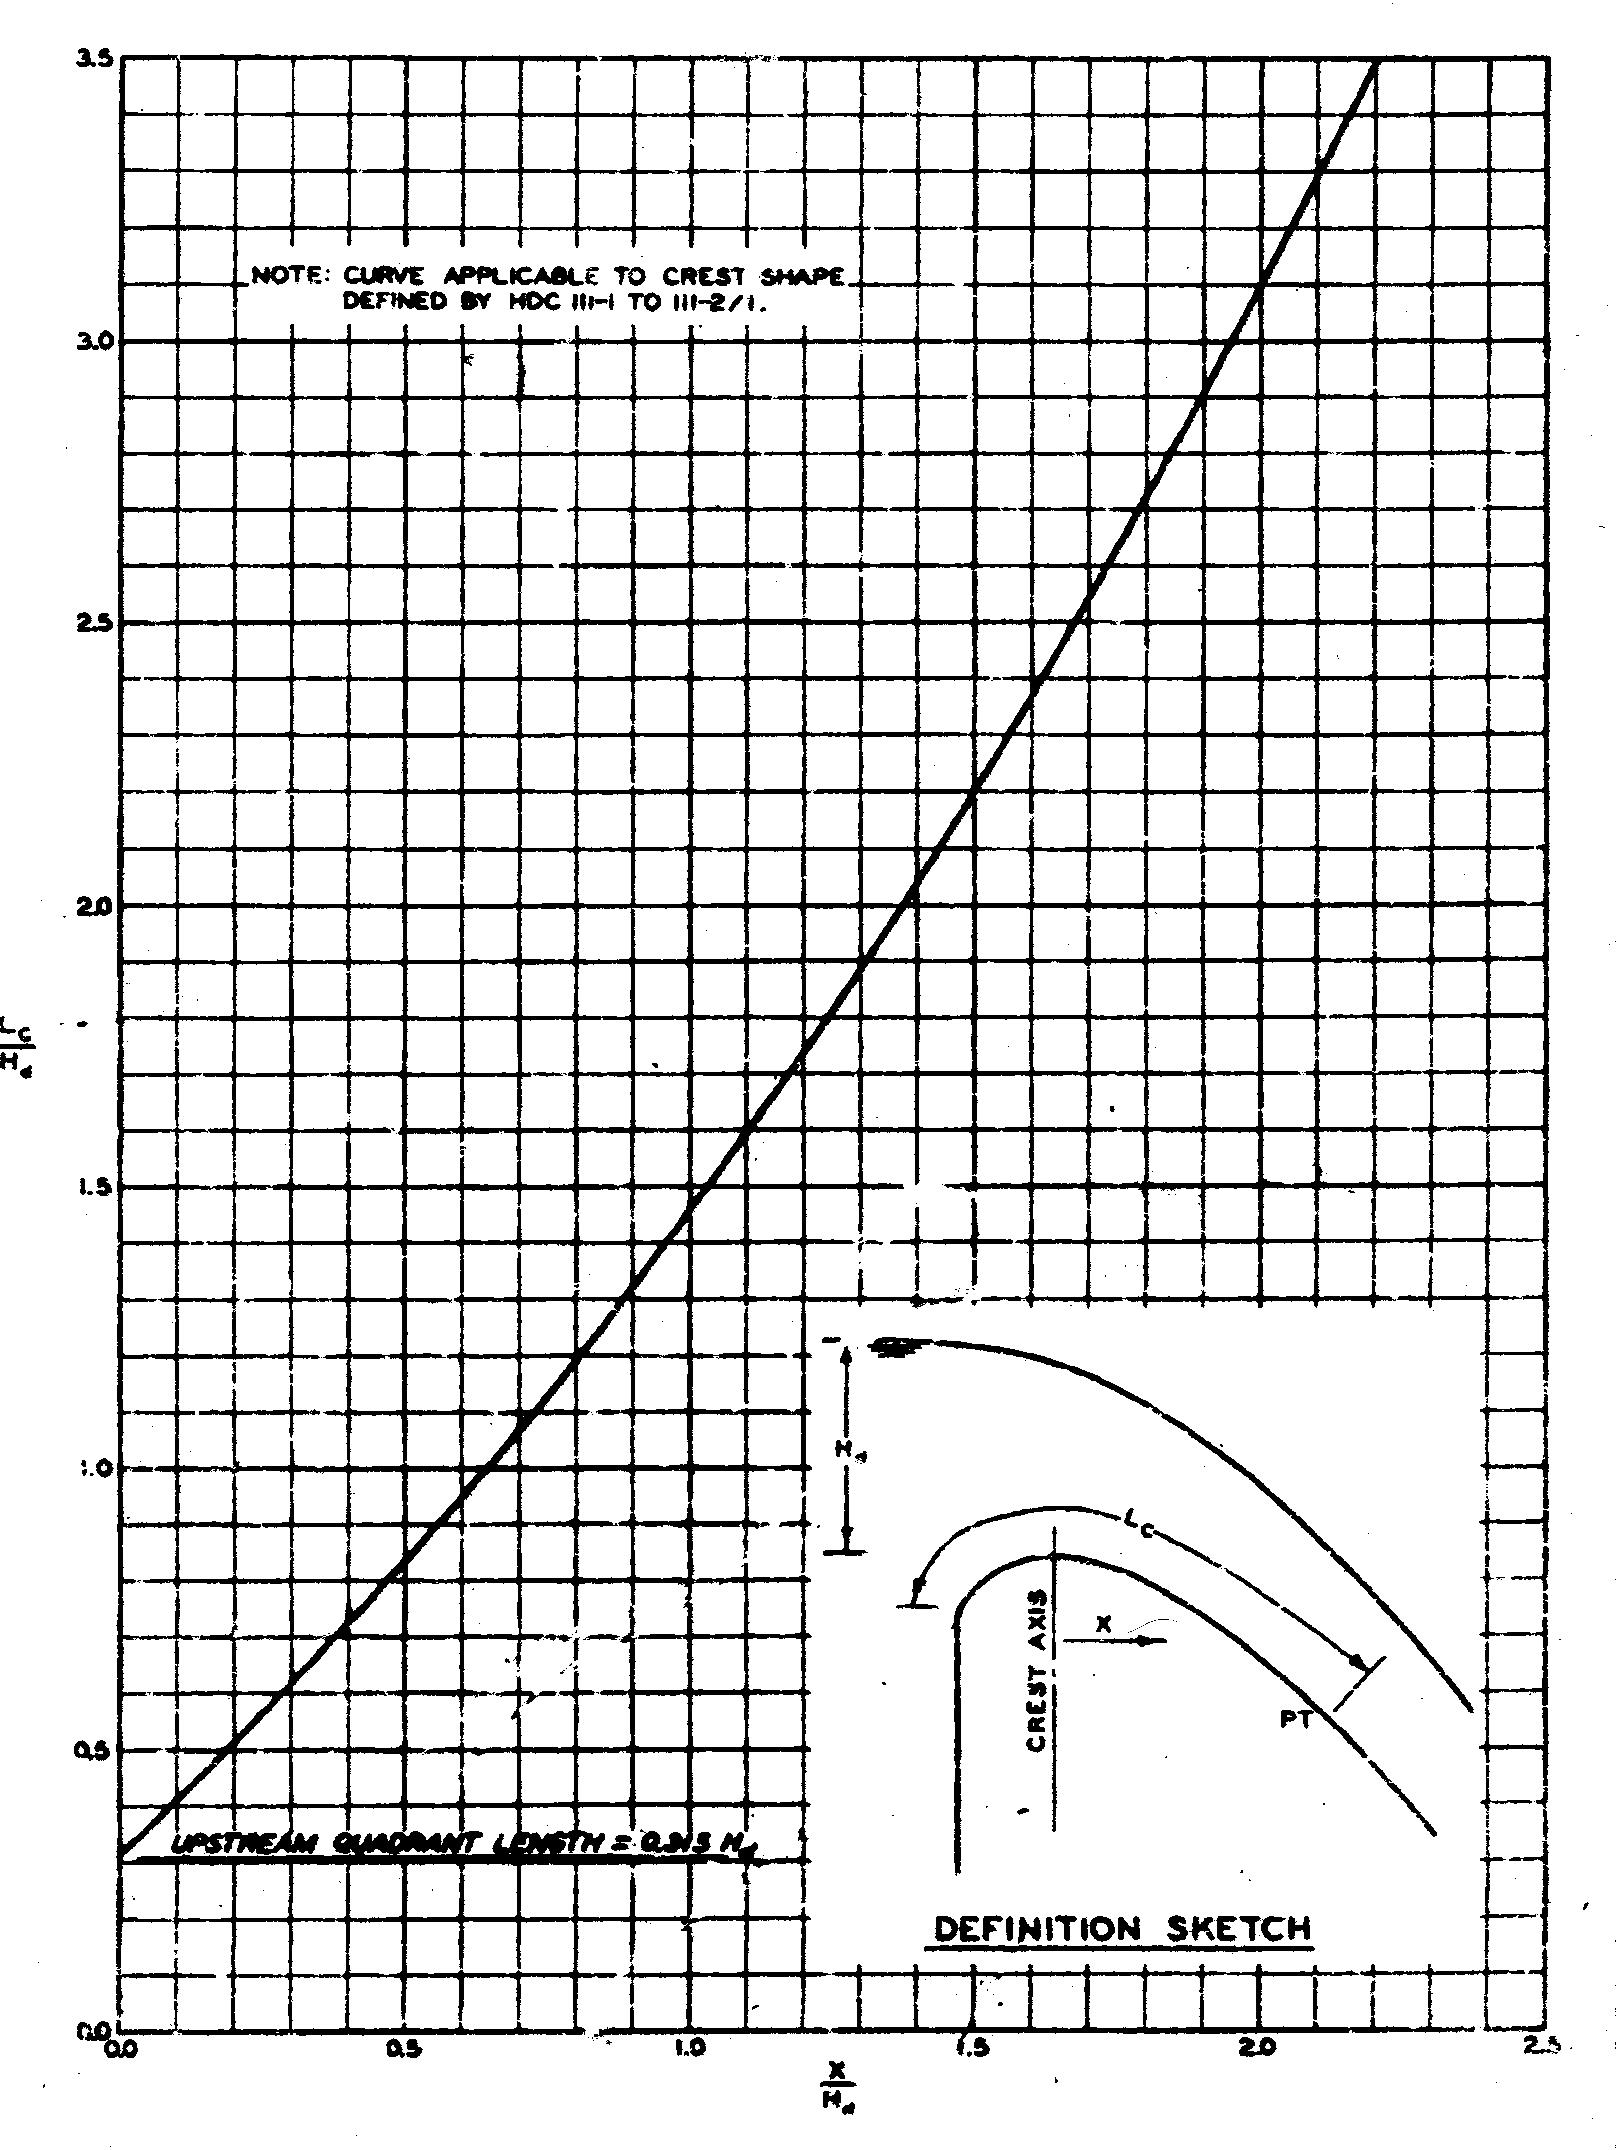 3.5
NOTE: CURVE APPLICABLE TO CREST SHAPE
DEFINED BY HDC 111-1 TO 111-2/1.
3.0
2.5
2.0
Lc
Hd
1.5
1.0
Hd
Lc
CREST AXIS
X
PT
0.5
UPSTREAM QUADRANT LENGTH = 0.315 Hd
DEFINITION SKETCH
0.0
0.0 0.5 1.0 1.5 2.0 2.5
X
Hd